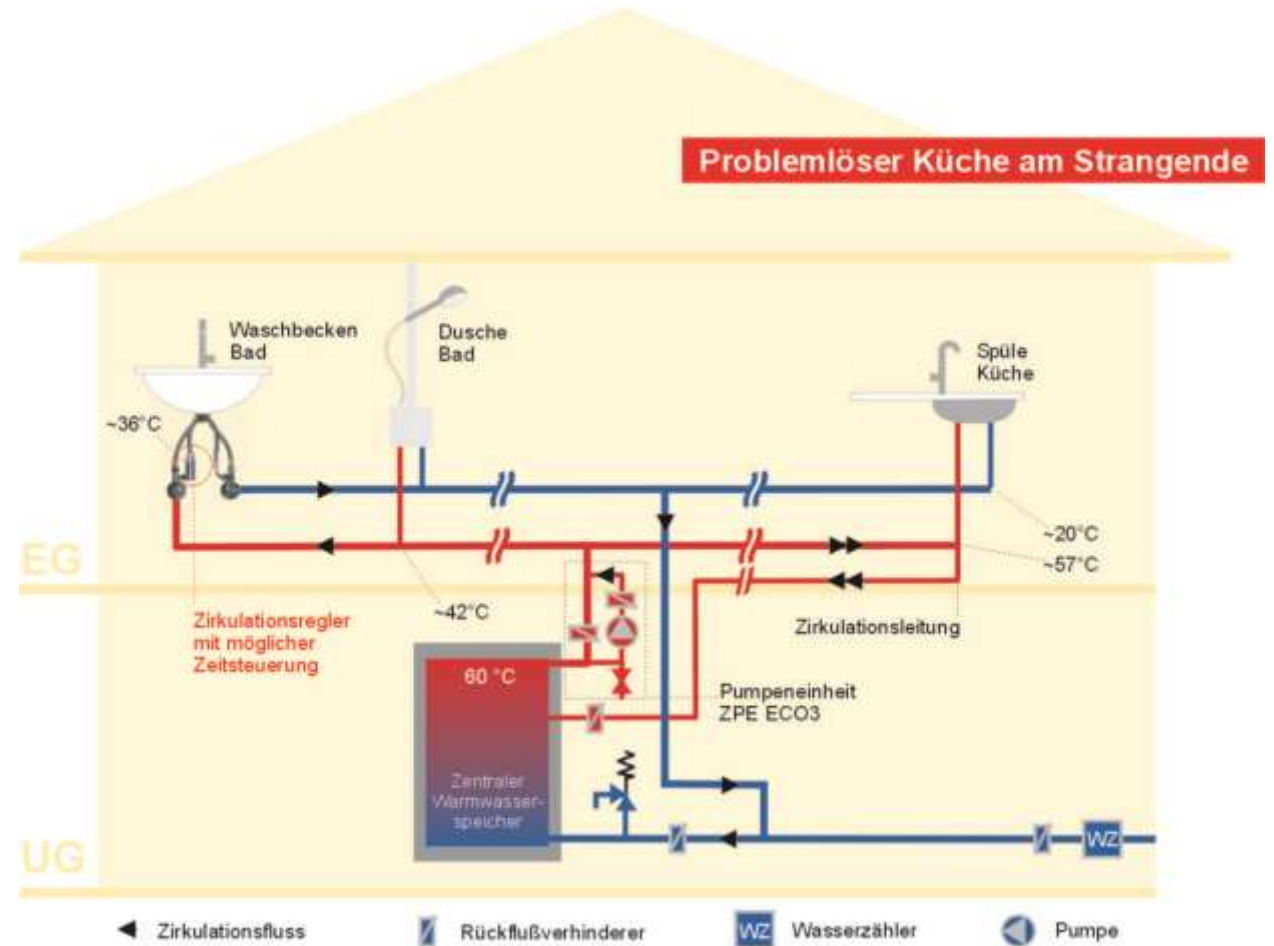 Problemlöser Küche am Strangende
Waschbecken
Bad
Dusche
Bad
Spüle
Küche
~36°C
~20°C
~57°C
EG
~42°C
Zirkulationsregler
mit möglicher
Zeitsteuerung
Zirkulationsleitung
60 °C
Pumpeneinheit
ZPE ECO3
Zentraler
Warmwasser-
speicher
WZ
UG
Zirkulationsfluss
Rückflußverhinderer
WZ
Wasserzähler
Pumpe